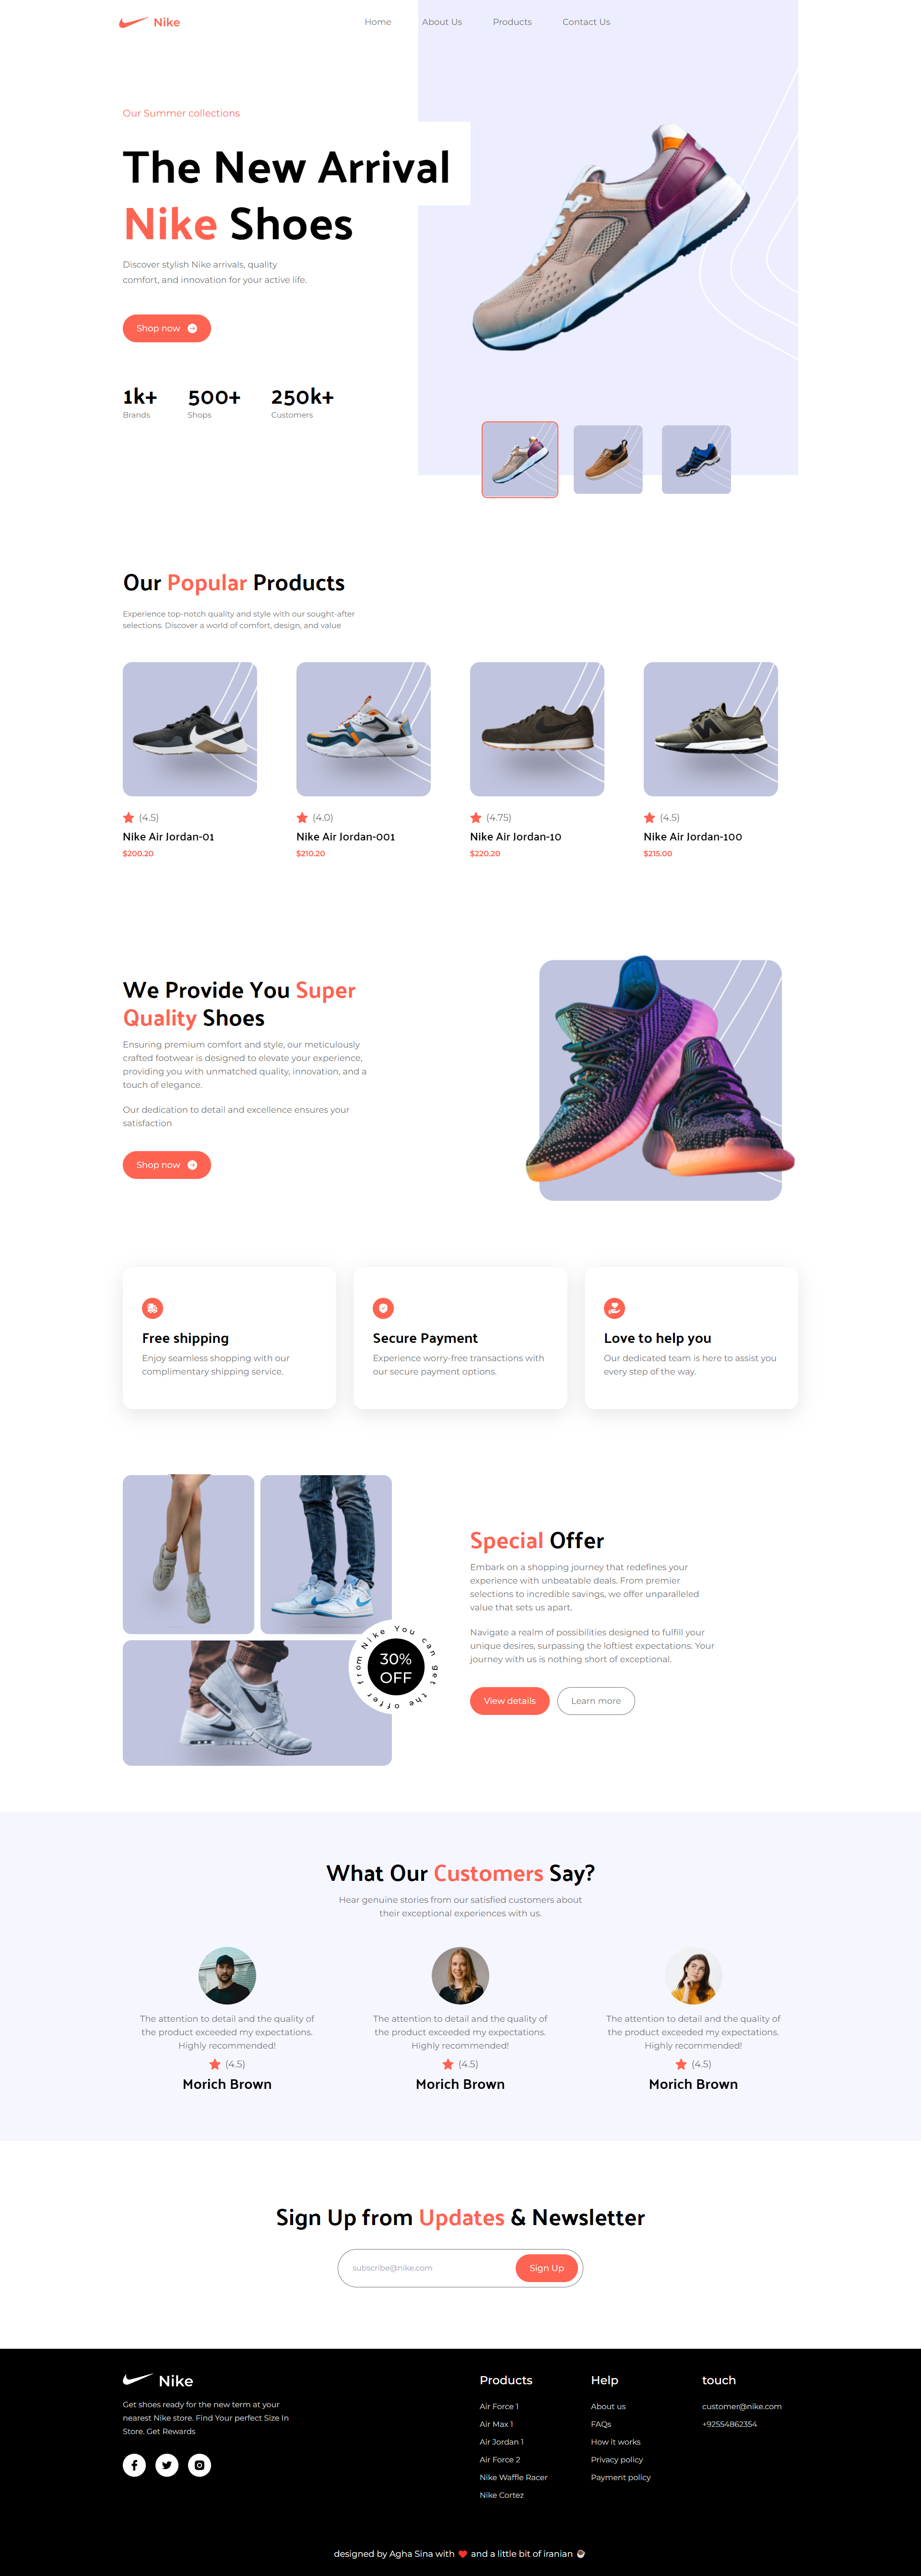 Nike
Home
About Us
Products
Contact Us
Our Summer collections
The New Arrival
Nike Shoes
Discover stylish Nike arrivals, quality
comfort, and innovation for your active life.
Shop now
1k+
Brands
500+
Shops
250k+
Customers
Our Popular Products
Experience top-notch quality and style with our sought-after
selections. Discover a world of comfort, design, and value
(4.5)
Nike Air Jordan-01
$200.20
(4.0)
Nike Air Jordan-001
$210.20
(4.75)
Nike Air Jordan-10
$220.20
(4.5)
Nike Air Jordan-100
$215.00
We Provide You Super
Quality Shoes
Ensuring premium comfort and style, our meticulously
crafted footwear is designed to elevate your experience,
providing you with unmatched quality, innovation, and a
touch of elegance.
Our dedication to detail and excellence ensures your
satisfaction
Shop now
Free shipping
Enjoy seamless shopping with our
complimentary shipping service.
Secure Payment
Experience worry-free transactions with
our secure payment options.
Love to help you
Our dedicated team is here to assist you
every step of the way.
You can get the offer from Nike
30%
OFF
Special Offer
Embark on a shopping journey that redefines your
experience with unbeatable deals. From premier
selections to incredible savings, we offer unparalleled
value that sets us apart.
Navigate a realm of possibilities designed to fulfill your
unique desires, surpassing the loftiest expectations. Your
journey with us is nothing short of exceptional.
View details
Learn more
What Our Customers Say?
Hear genuine stories from our satisfied customers about
their exceptional experiences with us.
The attention to detail and the quality of
the product exceeded my expectations.
Highly recommended!
(4.5)
Morich Brown
The attention to detail and the quality of
the product exceeded my expectations.
Highly recommended!
(4.5)
Morich Brown
The attention to detail and the quality of
the product exceeded my expectations.
Highly recommended!
(4.5)
Morich Brown
Sign Up from Updates & Newsletter
subscribe@nike.com
Sign Up
Nike
Get shoes ready for the new term at your
nearest Nike store. Find Your perfect Size In
Store. Get Rewards
Products
Air Force 1
Air Max 1
Air Jordan 1
Air Force 2
Nike Waffle Racer
Nike Cortez
Help
About us
FAQs
How it works
Privacy policy
Payment policy
touch
customer@nike.com
+92554862354
designed by Agha Sina with ❤️ and a little bit of iranian